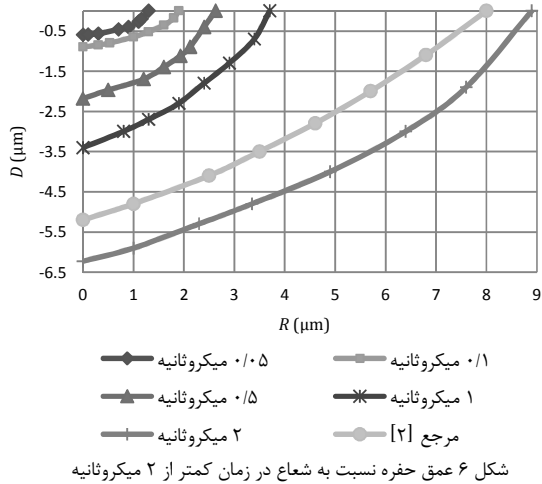 -0.5
-1.5
-2.5
-3.5
-4.5
-5.5
-6.5
D (μm)
0 1 2 3 4 5 6 7 8 9
R (μm)
۰/۰۵ میکروثانیه
۰/۱ میکروثانیه
۰/۵ میکروثانیه
۱ میکروثانیه
۲ میکروثانیه
مرجع [۲]
شکل ۶ عمق حفره نسبت به شعاع در زمان کمتر از ۲ میکروثانیه